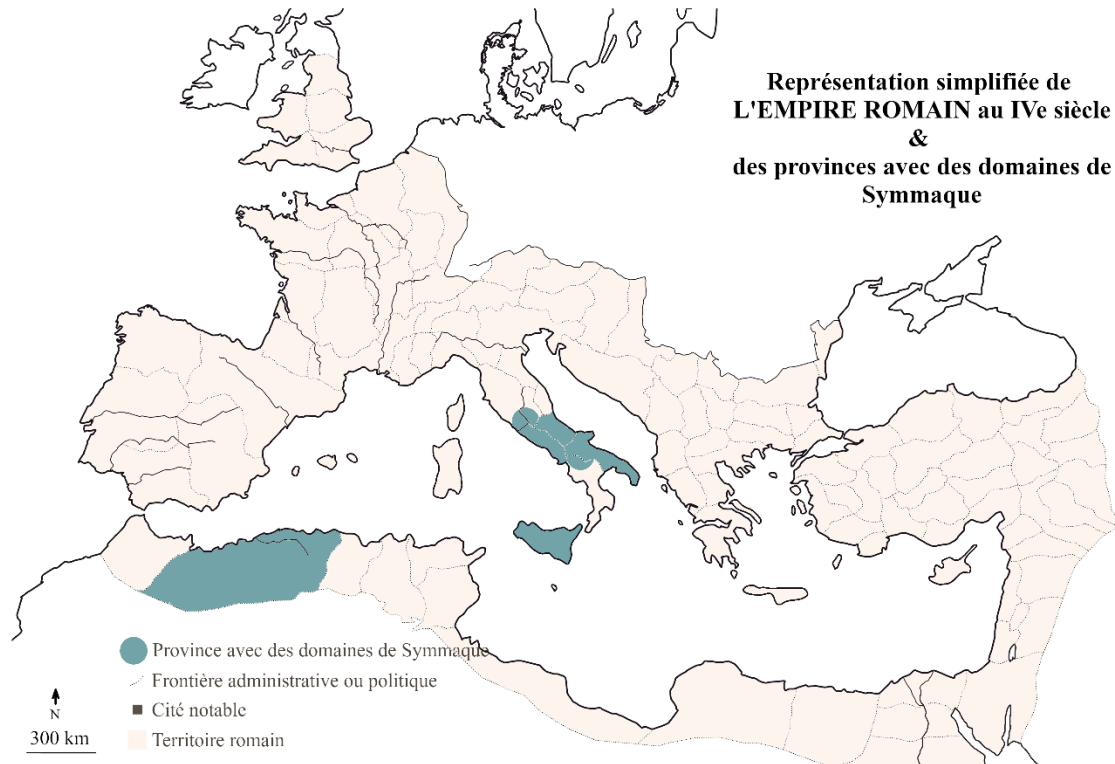 Représentation simplifiée de
L'EMPIRE ROMAIN au IVe siècle
&
des provinces avec des domaines de
Symmaque
Province avec des domaines de Symmaque
Frontière administrative ou politique
Cité notable
Territoire romain
N
300 km